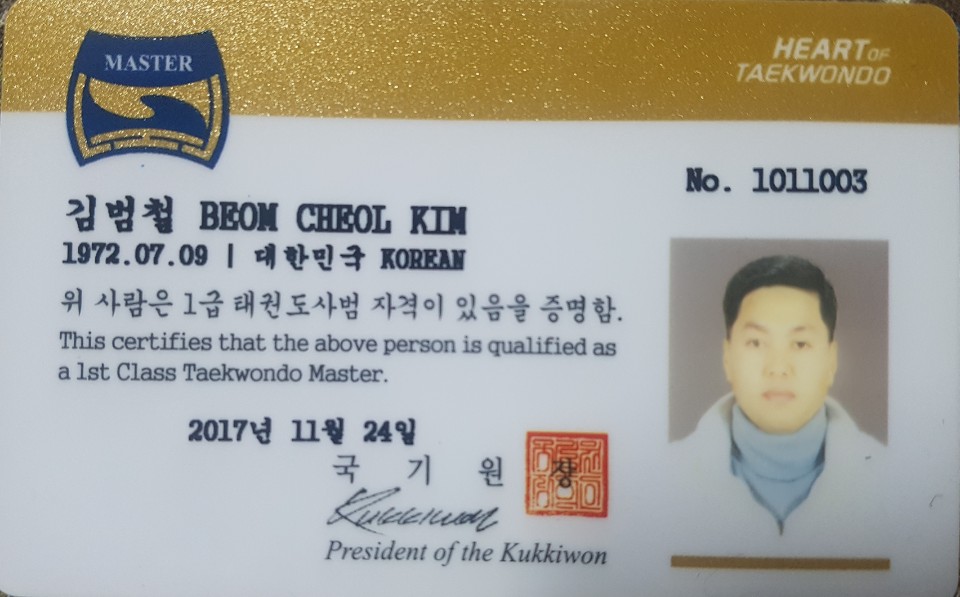 MASTER
HEART OF
TAEKWONDO
No. 1011003
김범철 BEOM CHEOL KIM
1972.07.09 | 대한민국 KOREAN
위 사람은 1급 태권도사범 자격이 있음을 증명함.
This certifies that the above person is qualified as
a 1st Class Taekwondo Master.
2017년 11월 24일
국 기 원 장
Kukkiwon
President of the Kukkiwon